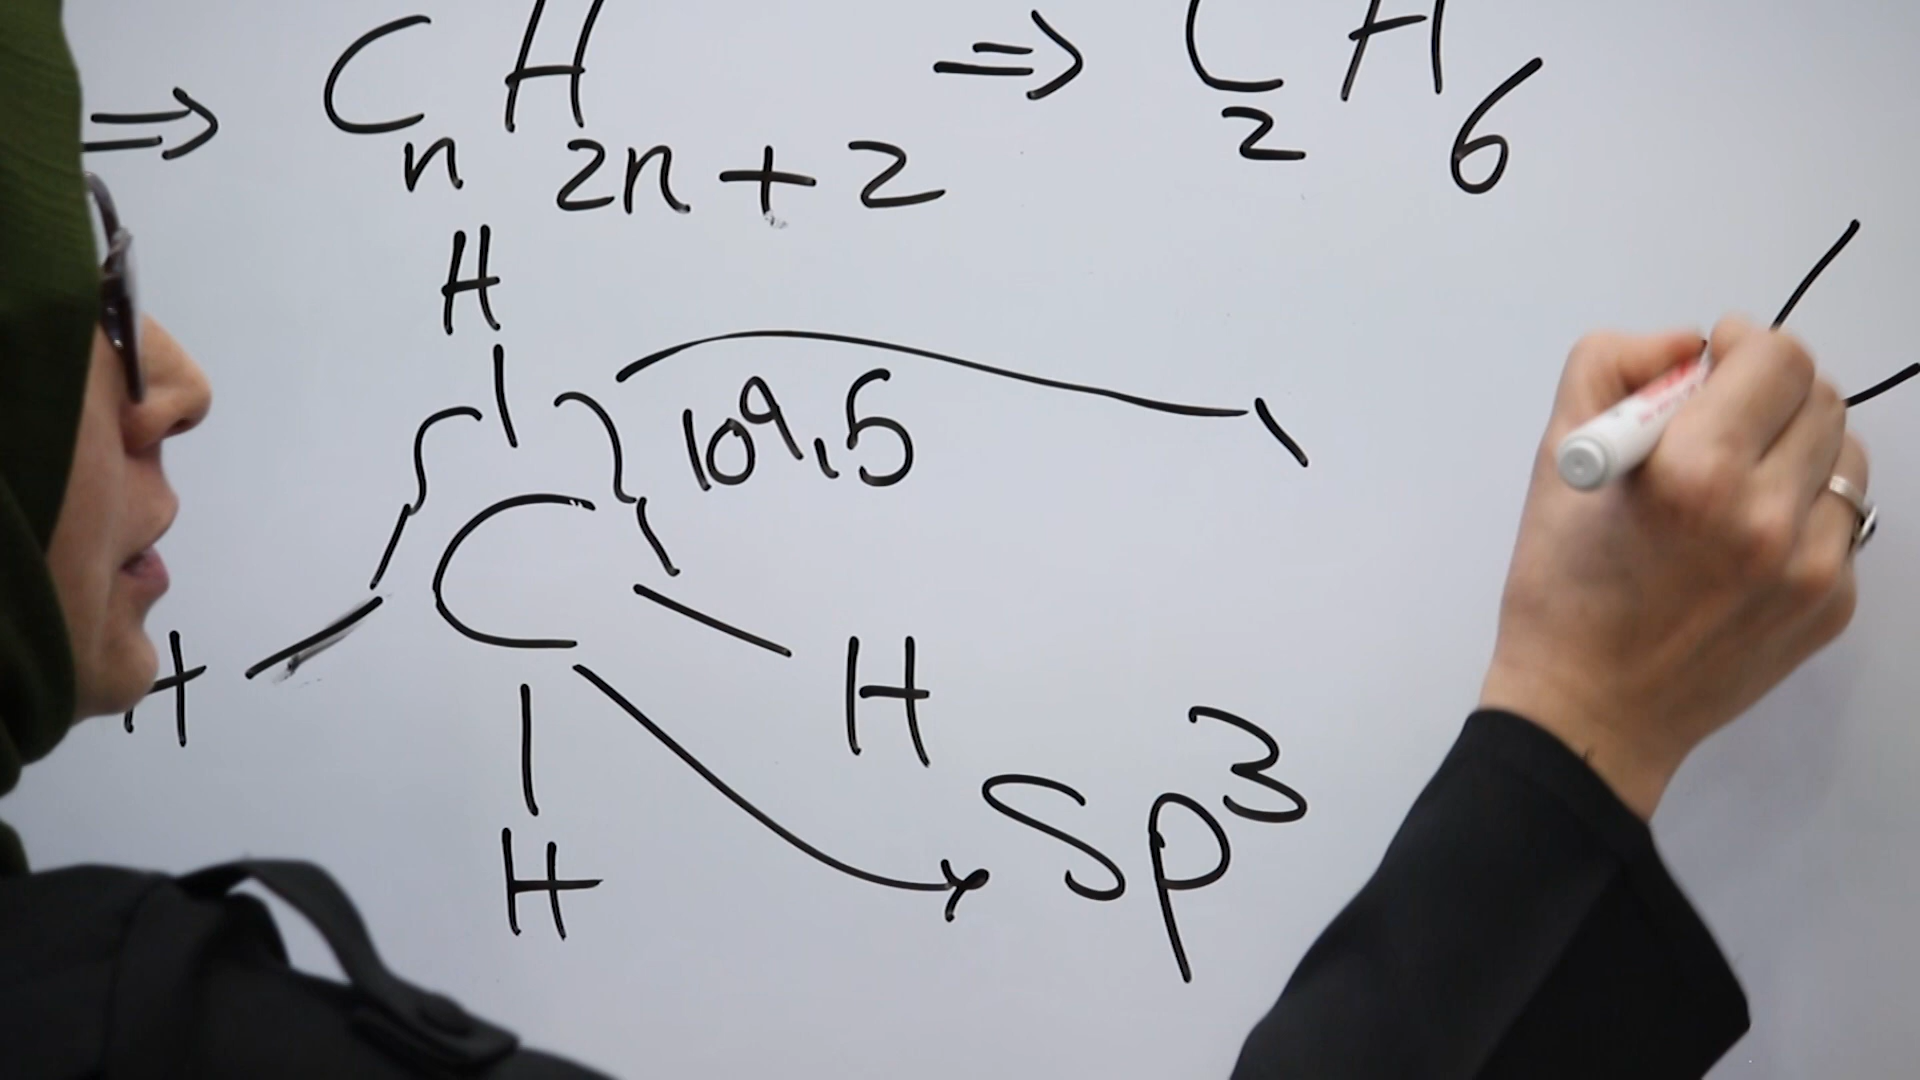 ⇒ CnH2n+2 ⇒ C2H6
H
109,5
C
H H
Sp³
H